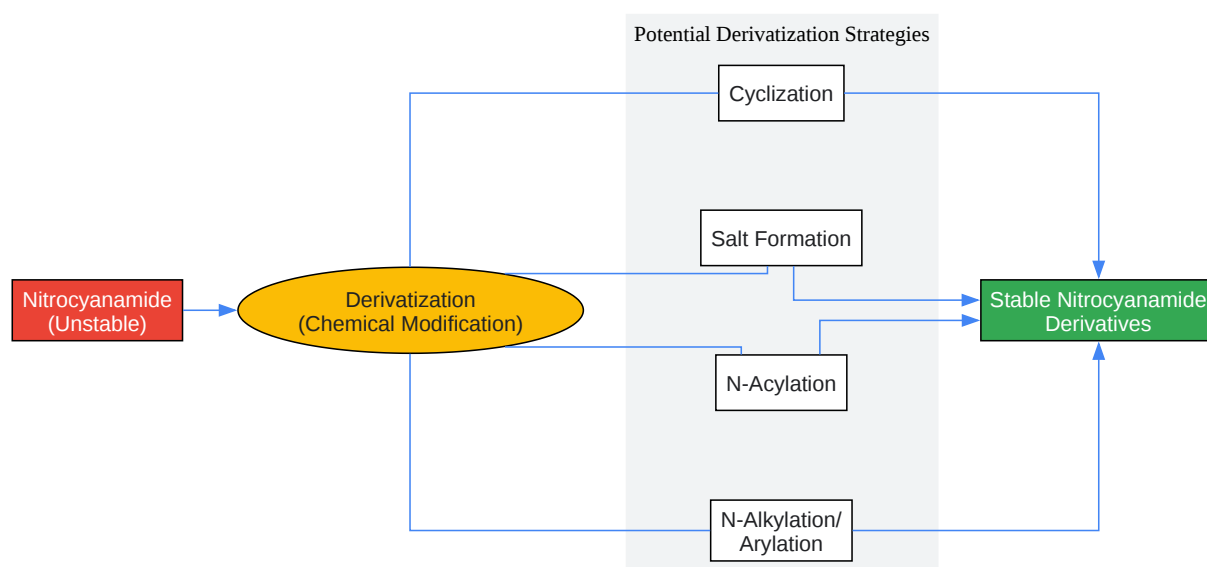 Potential Derivatization Strategies
Cyclization
Salt Formation
Nitrocyanamide
(Unstable)
Derivatization
(Chemical Modification)
Stable Nitrocyanamide
Derivatives
N-Acylation
N-Alkylation/
Arylation